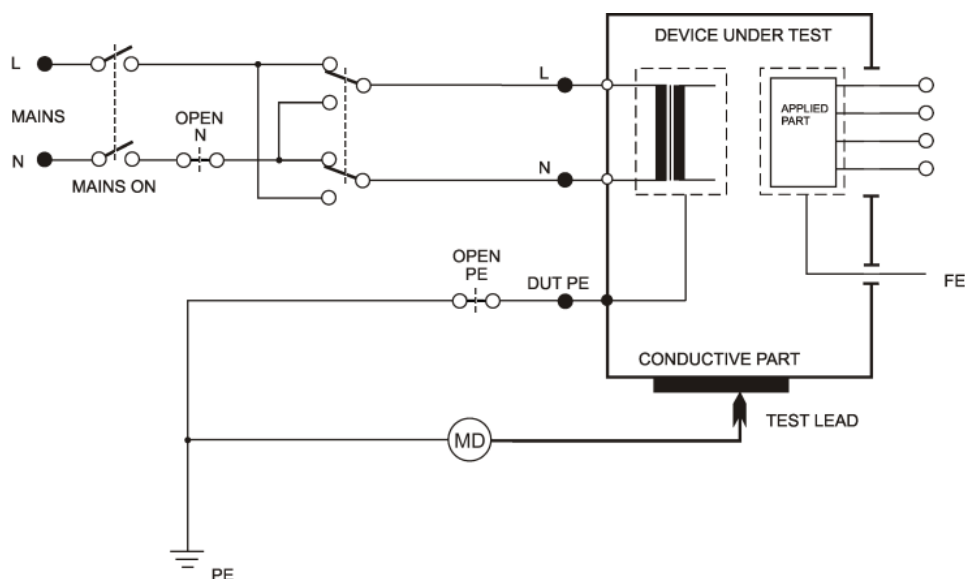 DEVICE UNDER TEST
L
L
MAINS
APPLIED
PART
OPEN
N
N
N
MAINS ON
OPEN
PE
DUT PE
FE
CONDUCTIVE PART
TEST LEAD
MD
PE